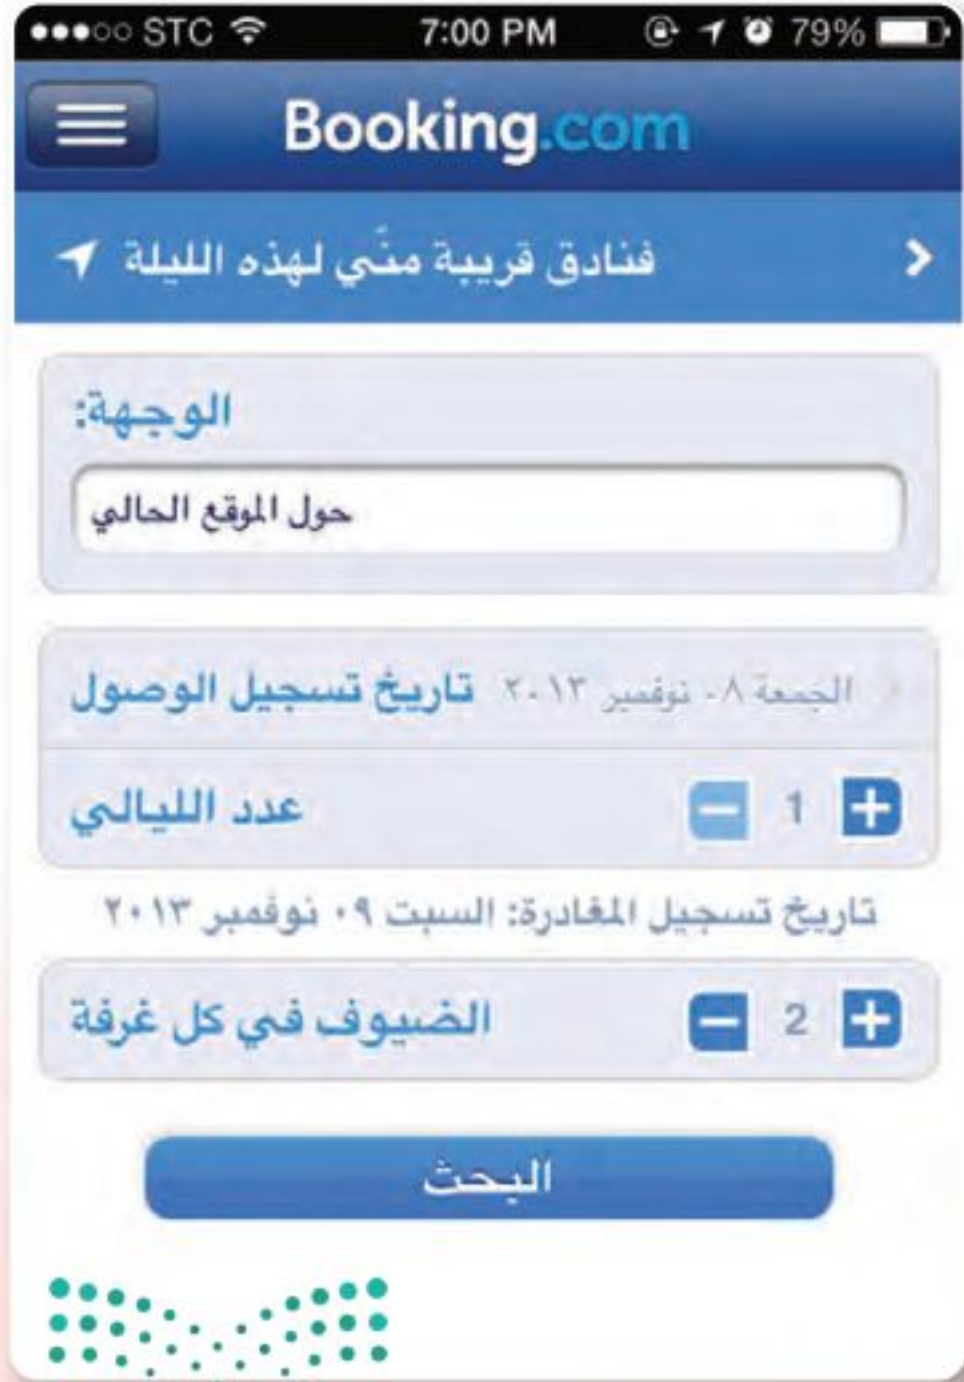 STC 7:00 PM 79%
Booking.com
فنادق قريبة منّي لهذه الليلة
الوجهة:
حول الموقع الحالي
تاريخ تسجيل الوصول الجمعة ٠٨ نوفمبر ٢٠١٣
عدد الليالي 1
تاريخ تسجيل المغادرة: السبت ٠٩ نوفمبر ٢٠١٣
الضيوف في كل غرفة 2
البحث